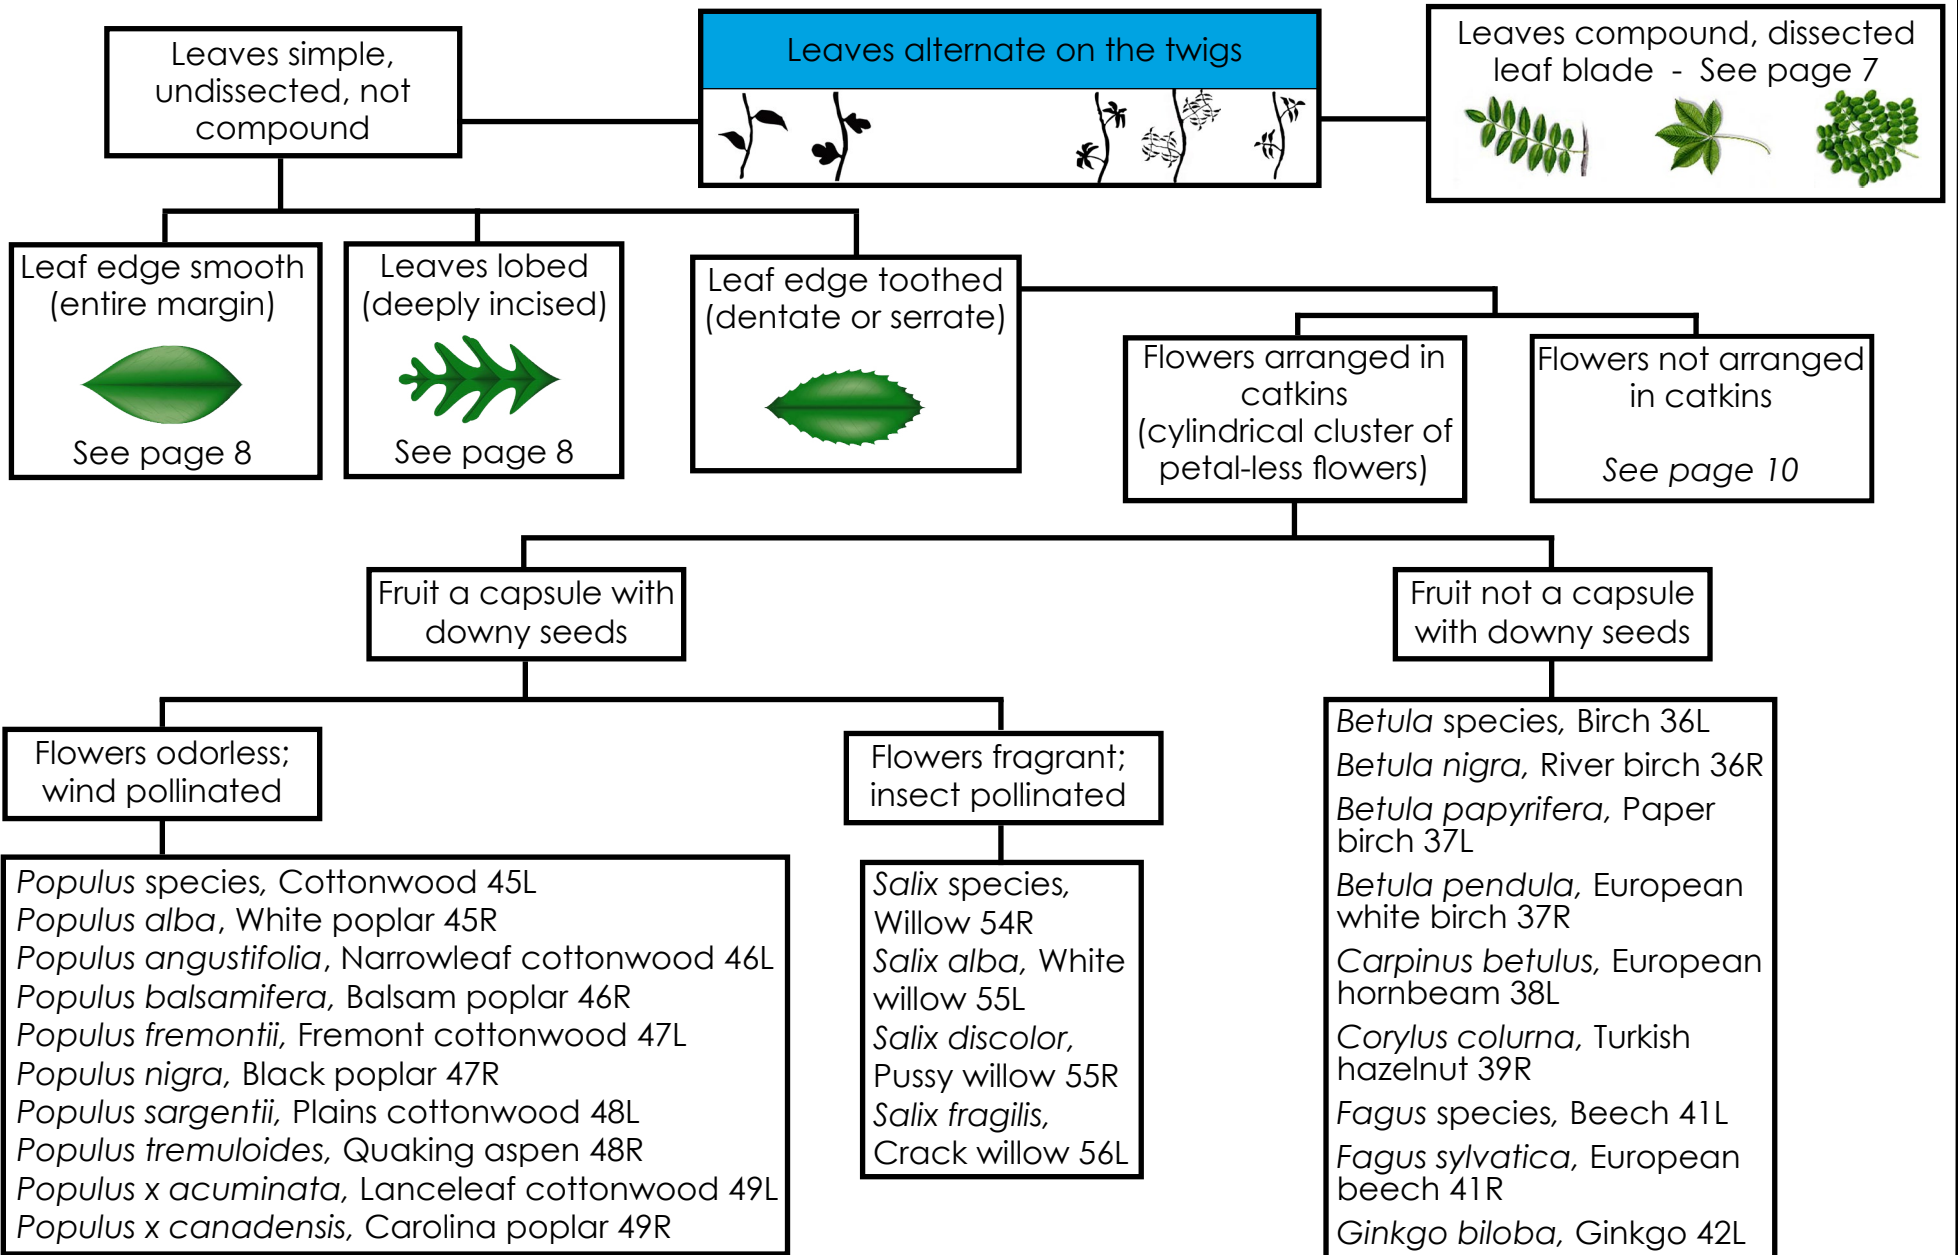 Leaves simple,
undissected, not
compound
Leaves alternate on the twigs
Leaves compound, dissected
leaf blade - See page 7
Leaf edge smooth
(entire margin)
See page 8
Leaves lobed
(deeply incised)
See page 8
Leaf edge toothed
(dentate or serrate)
Flowers arranged in
catkins
(cylindrical cluster of
petal-less flowers)
Flowers not arranged
in catkins
See page 10
Fruit a capsule with
downy seeds
Fruit not a capsule
with downy seeds
Flowers odorless;
wind pollinated
Flowers fragrant;
insect pollinated
Populus species, Cottonwood 45L
Populus alba, White poplar 45R
Populus angustifolia, Narrowleaf cottonwood 46L
Populus balsamifera, Balsam poplar 46R
Populus fremontii, Fremont cottonwood 47L
Populus nigra, Black poplar 47R
Populus sargentii, Plains cottonwood 48L
Populus tremuloides, Quaking aspen 48R
Populus x acuminata, Lanceleaf cottonwood 49L
Populus x canadensis, Carolina poplar 49R
Salix species,
Willow 54R
Salix alba, White
willow 55L
Salix discolor,
Pussy willow 55R
Salix fragilis,
Crack willow 56L
Betula species, Birch 36L
Betula nigra, River birch 36R
Betula papyrifera, Paper
birch 37L
Betula pendula, European
white birch 37R
Carpinus betulus, European
hornbeam 38L
Corylus colurna, Turkish
hazelnut 39R
Fagus species, Beech 41L
Fagus sylvatica, European
beech 41R
Ginkgo biloba, Ginkgo 42L